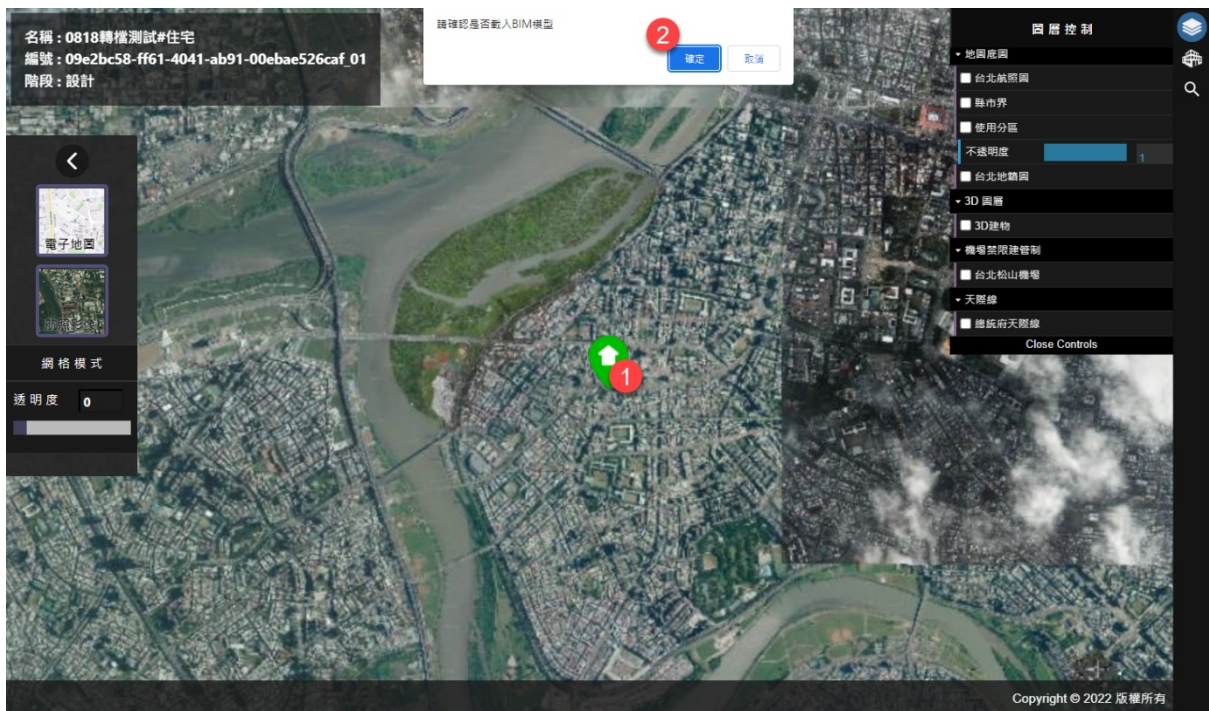 名稱：0818轉檔測試#住宅
編號：09e2bc58-ff61-4041-ab91-00ebae526caf_01
階段：設計
請確認是否載入BIM模型
2
確定
取消
電子地圖
航照影像
網格模式
透明度 0
1
圖層控制
地圖底圖
台北航照圖
縣市界
使用分區
不透明度 1
台北地籍圖
3D 圖層
3D建物
機場禁限建管制
台北松山機場
天際線
總統府天際線
Close Controls
Copyright © 2022 版權所有